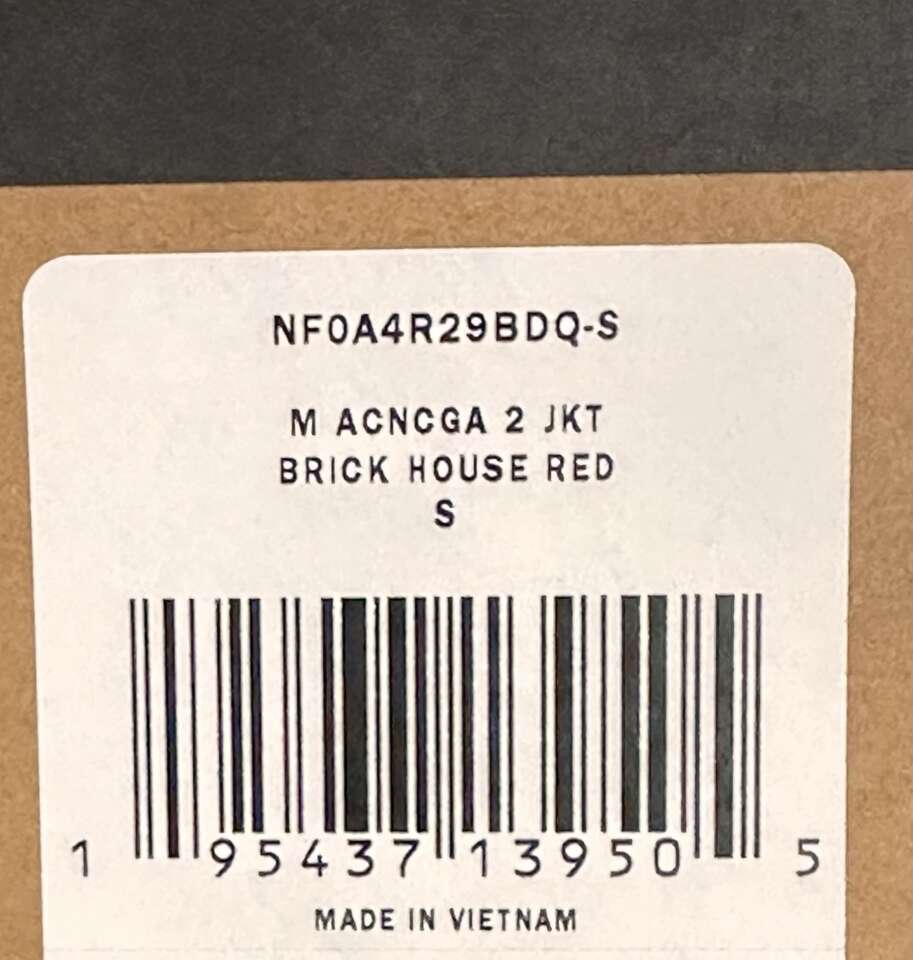 NF0A4R29BDQ-S
M ACNCGA 2 JKT
BRICK HOUSE RED
S
1 95437 13950 5
MADE IN VIETNAM